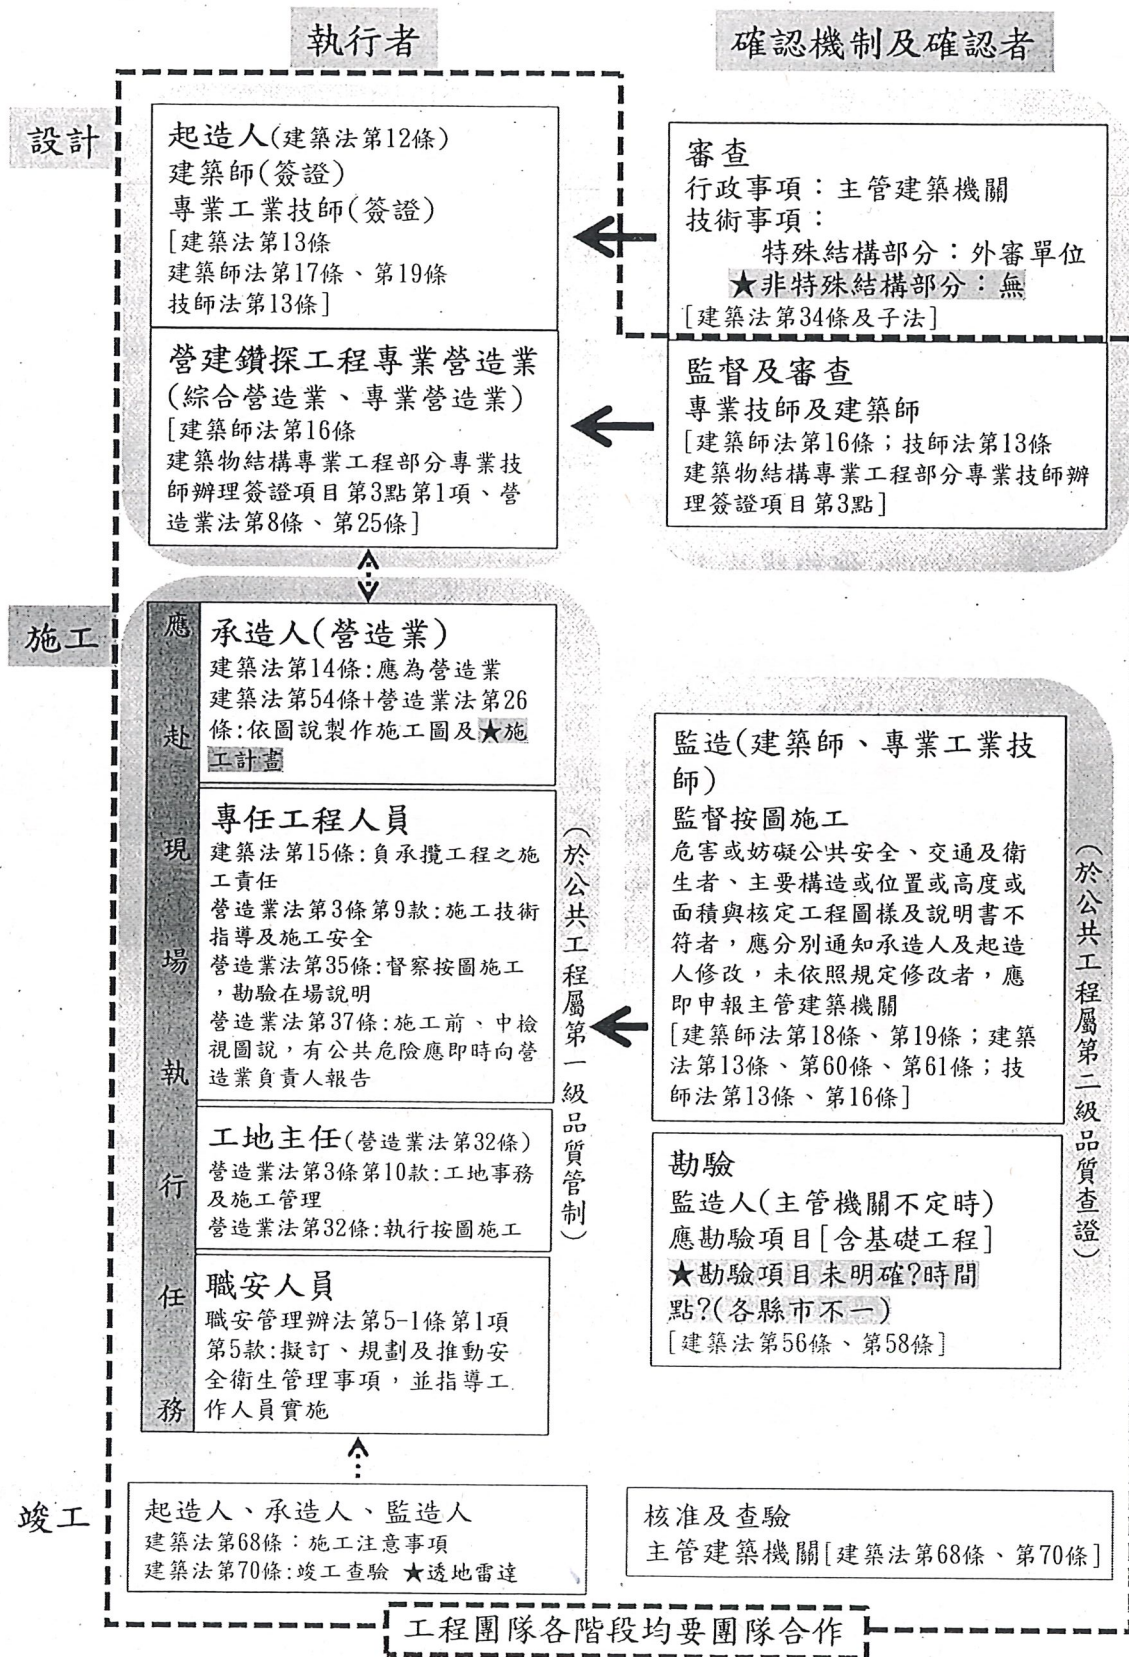 執行者
確認機制及確認者
設計
起造人(建築法第12條)
建築師(簽證)
專業工業技師(簽證)
[建築法第13條
建築師法第17條、第19條
技師法第13條]
審查
行政事項：主管建築機關
技術事項：
特殊結構部分：外審單位
★非特殊結構部分：無
[建築法第34條及子法]
營建鑽探工程專業營造業
(綜合營造業、專業營造業)
[建築師法第16條
建築物結構專業工程部分專業技
師辦理簽證項目第3點第1項、營
造業法第8條、第25條]
監督及審查
專業技師及建築師
[建築師法第16條；技師法第13條
建築物結構專業工程部分專業技師辦
理簽證項目第3點]
施工
應赴現場執行任務
承造人(營造業)
建築法第14條:應為營造業
建築法第54條+營造業法第26
條:依圖說製作施工圖及★施
工計畫
專任工程人員
建築法第15條:負承攬工程之施
工責任
營造業法第3條第9款:施工技術
指導及施工安全
營造業法第35條:督察按圖施工
，勘驗在場說明
營造業法第37條:施工前、中檢
視圖說，有公共危險應即時向營
造業負責人報告
工地主任(營造業法第32條)
營造業法第3條第10款:工地事務
及施工管理
營造業法第32條:執行按圖施工
職安人員
職安管理辦法第5-1條第1項
第5款:擬訂、規劃及推動安
全衛生管理事項，並指導工
作人員實施
(於公共工程屬第一級品質管制)
監造(建築師、專業工業技
師)
監督按圖施工
危害或妨礙公共安全、交通及衛
生者、主要構造或位置或高度或
面積與核定工程圖樣及說明書不
符者，應分別通知承造人及起造
人修改，未依照規定修改者，應
即申報主管建築機關
[建築師法第18條、第19條；建築
法第13條、第60條、第61條；技
師法第13條、第16條]
勘驗
監造人(主管機關不定時)
應勘驗項目[含基礎工程]
★勘驗項目未明確?時間
點?(各縣市不一)
[建築法第56條、第58條]
(於公共工程屬第二級品質查證)
竣工
起造人、承造人、監造人
建築法第68條：施工注意事項
建築法第70條:竣工查驗 ★透地雷達
核准及查驗
主管建築機關[建築法第68條、第70條]
工程團隊各階段均要團隊合作